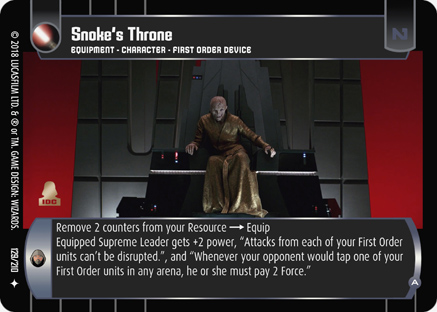 Snoke's Throne
EQUIPMENT • CHARACTER • FIRST ORDER DEVICE
N
© 2018 LUCASFILM LTD. & ® or TM. GAME DESIGN: WIZARDS.
129/210
IDC
Remove 2 counters from your Resource → Equip
Equipped Supreme Leader gets +2 power, “Attacks from each of your First Order
units can't be disrupted.”, and “Whenever your opponent would tap one of your
First Order units in any arena, he or she must pay 2 Force.”
A